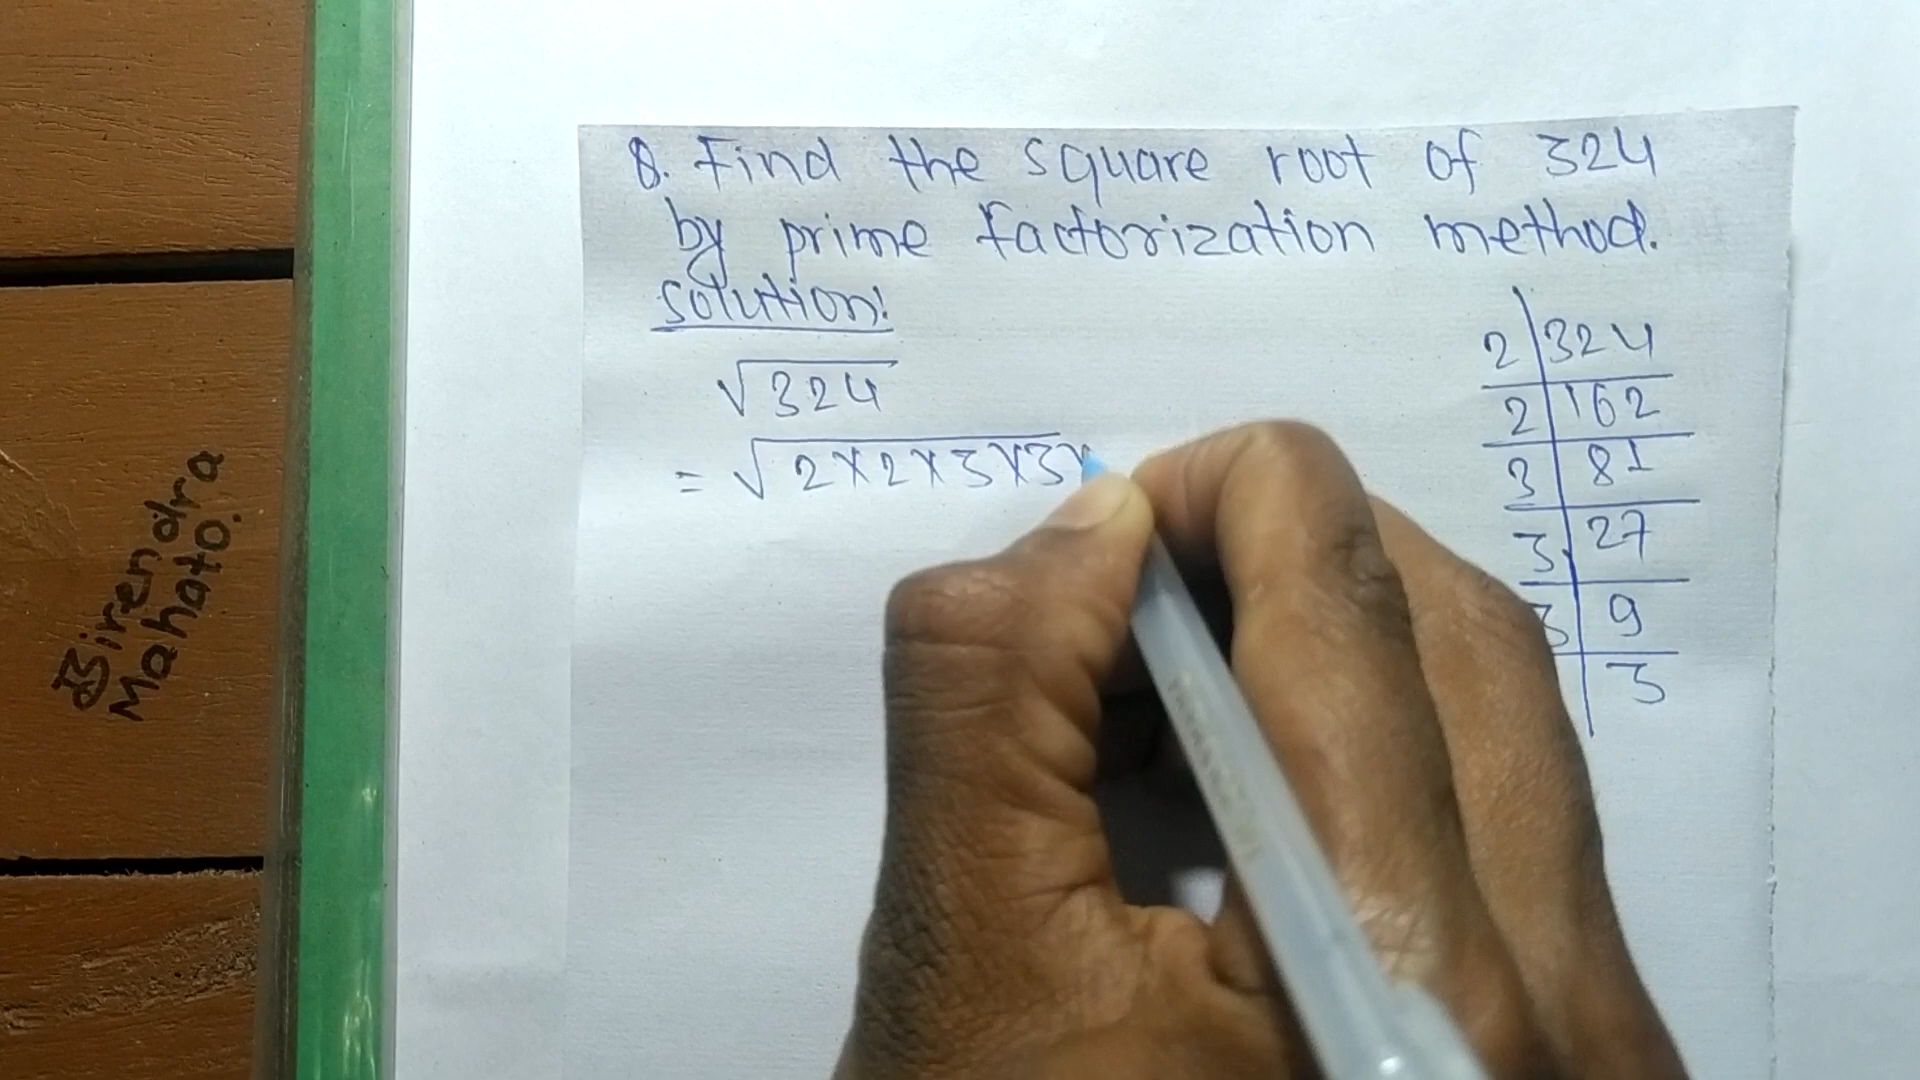 Q. Find the square root of 324
by prime factorization method.
Solution:
√324
= √2×2×3×3×
2 324
2 162
3 81
3 27
3 9
3
Birendra
Mahato.